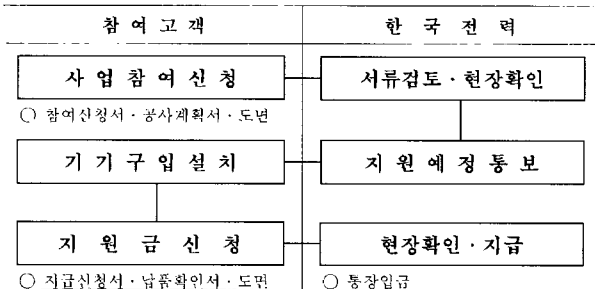 참 여 고 객 한 국 전 력
사 업 참 여 신 청 서류검토 · 현장확인
○ 참여신청서 · 공사계획서 · 도면
기 기 구 입 설 치 지 원 예 정 통 보
지 원 금 신 청 현장확인 · 지급
○ 지급신청서 · 납품확인서 · 도면 ○ 통장입금